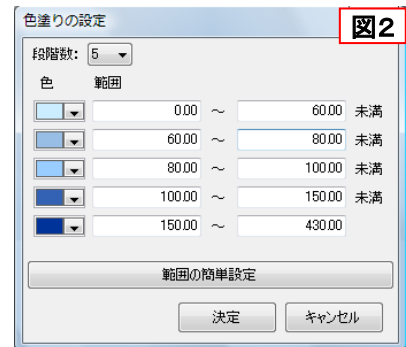 色塗りの設定
図2
段階数: 5
色 範囲
0.00 ～ 60.00 未満
60.00 ～ 80.00 未満
80.00 ～ 100.00 未満
100.00 ～ 150.00 未満
150.00 ～ 430.00
範囲の簡単設定
決定 キャンセル